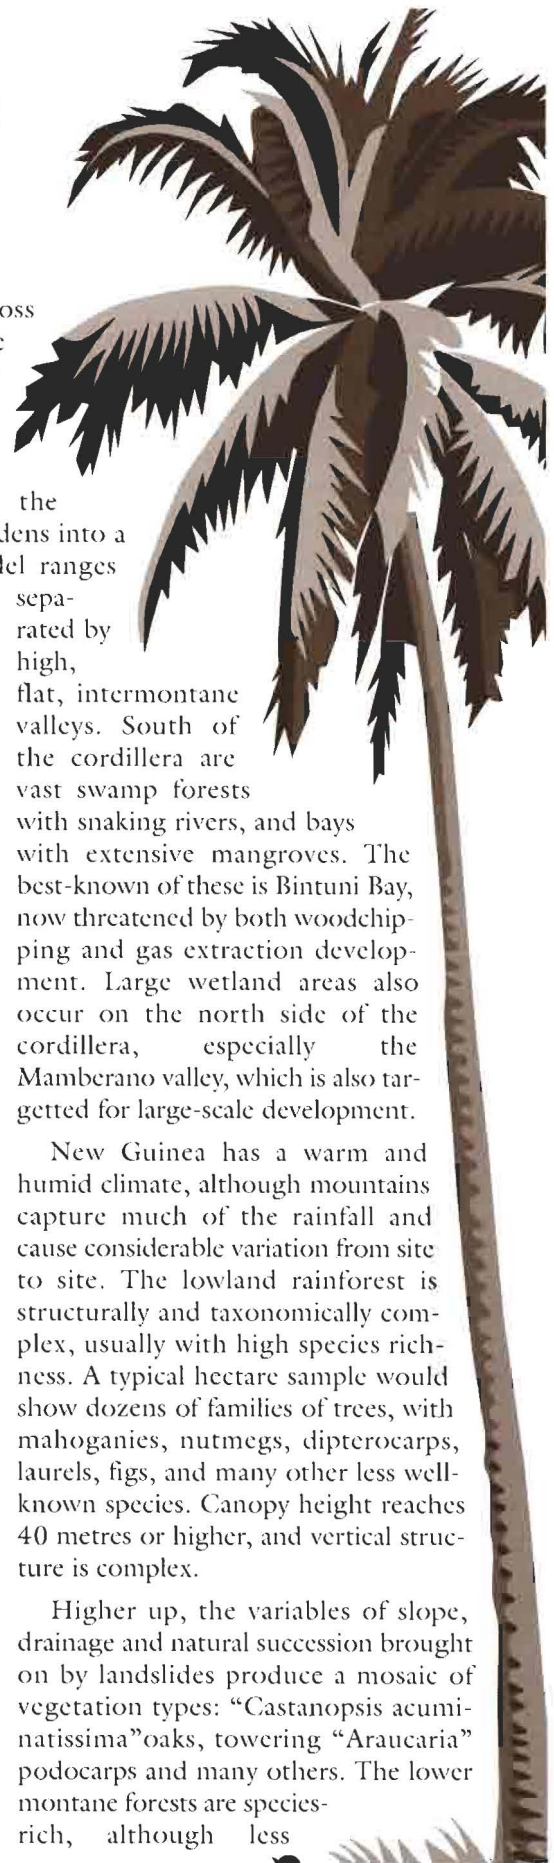 oss
c
the
dens into a
lel ranges
sepa-
rated by
high,
flat, intermontane
valleys. South of
the cordillera are
vast swamp forests
with snaking rivers, and bays
with extensive mangroves. The
best-known of these is Bintuni Bay,
now threatened by both woodchip-
ping and gas extraction develop-
ment. Large wetland areas also
occur on the north side of the
cordillera, especially the
Mamberano valley, which is also tar-
getted for large-scale development.
New Guinea has a warm and
humid climate, although mountains
capture much of the rainfall and
cause considerable variation from site
to site. The lowland rainforest is
structurally and taxonomically com-
plex, usually with high species rich-
ness. A typical hectare sample would
show dozens of families of trees, with
mahoganies, nutmegs, dipterocarps,
laurels, figs, and many other less well-
known species. Canopy height reaches
40 metres or higher, and vertical struc-
ture is complex.
Higher up, the variables of slope,
drainage and natural succession brought
on by landslides produce a mosaic of
vegetation types: “Castanopsis acumi-
natissima”oaks, towering “Araucaria”
podocarps and many others. The lower
montane forests are species-
rich, although less